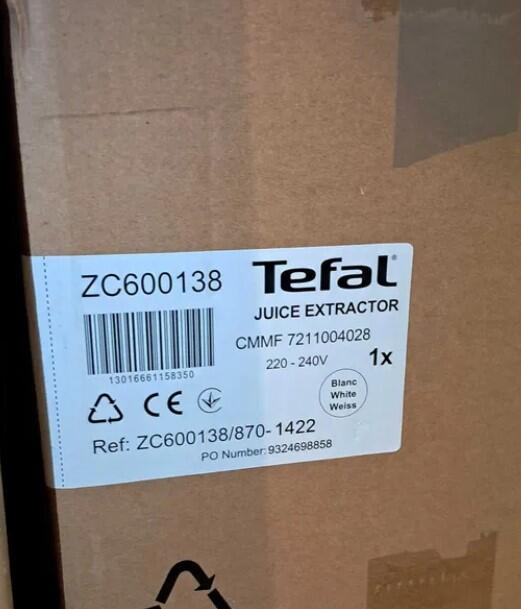 ZC600138
Tefal®
JUICE EXTRACTOR
CMMF 7211004028
220 - 240V
1x
13016661158350
Blanc
White
Weiss
CE
Ref: ZC600138/870-1422
PO Number: 9324698858